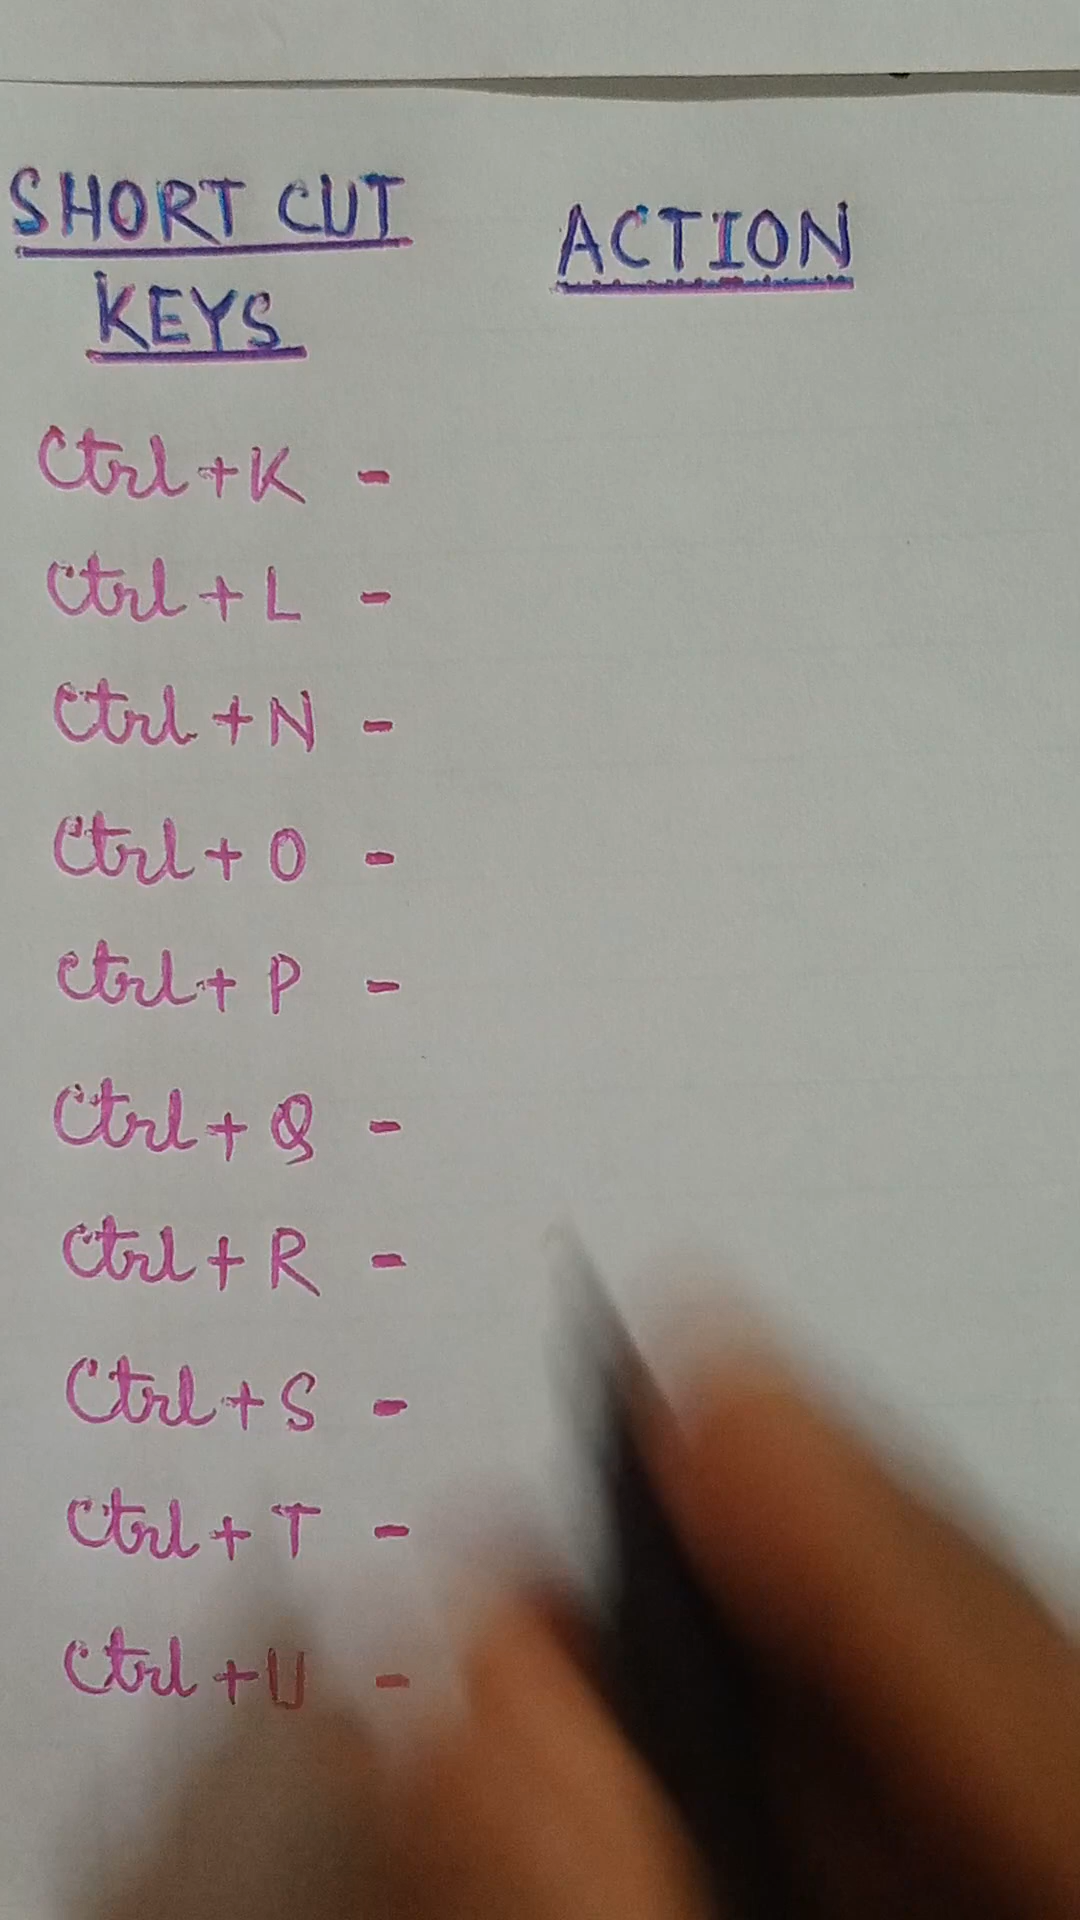 SHORT CUT
KEYS
ACTION
Ctrl + K -
Ctrl + L -
Ctrl + N -
Ctrl + O -
Ctrl + P -
Ctrl + Q -
Ctrl + R -
Ctrl + S -
Ctrl + T -
Ctrl + U -